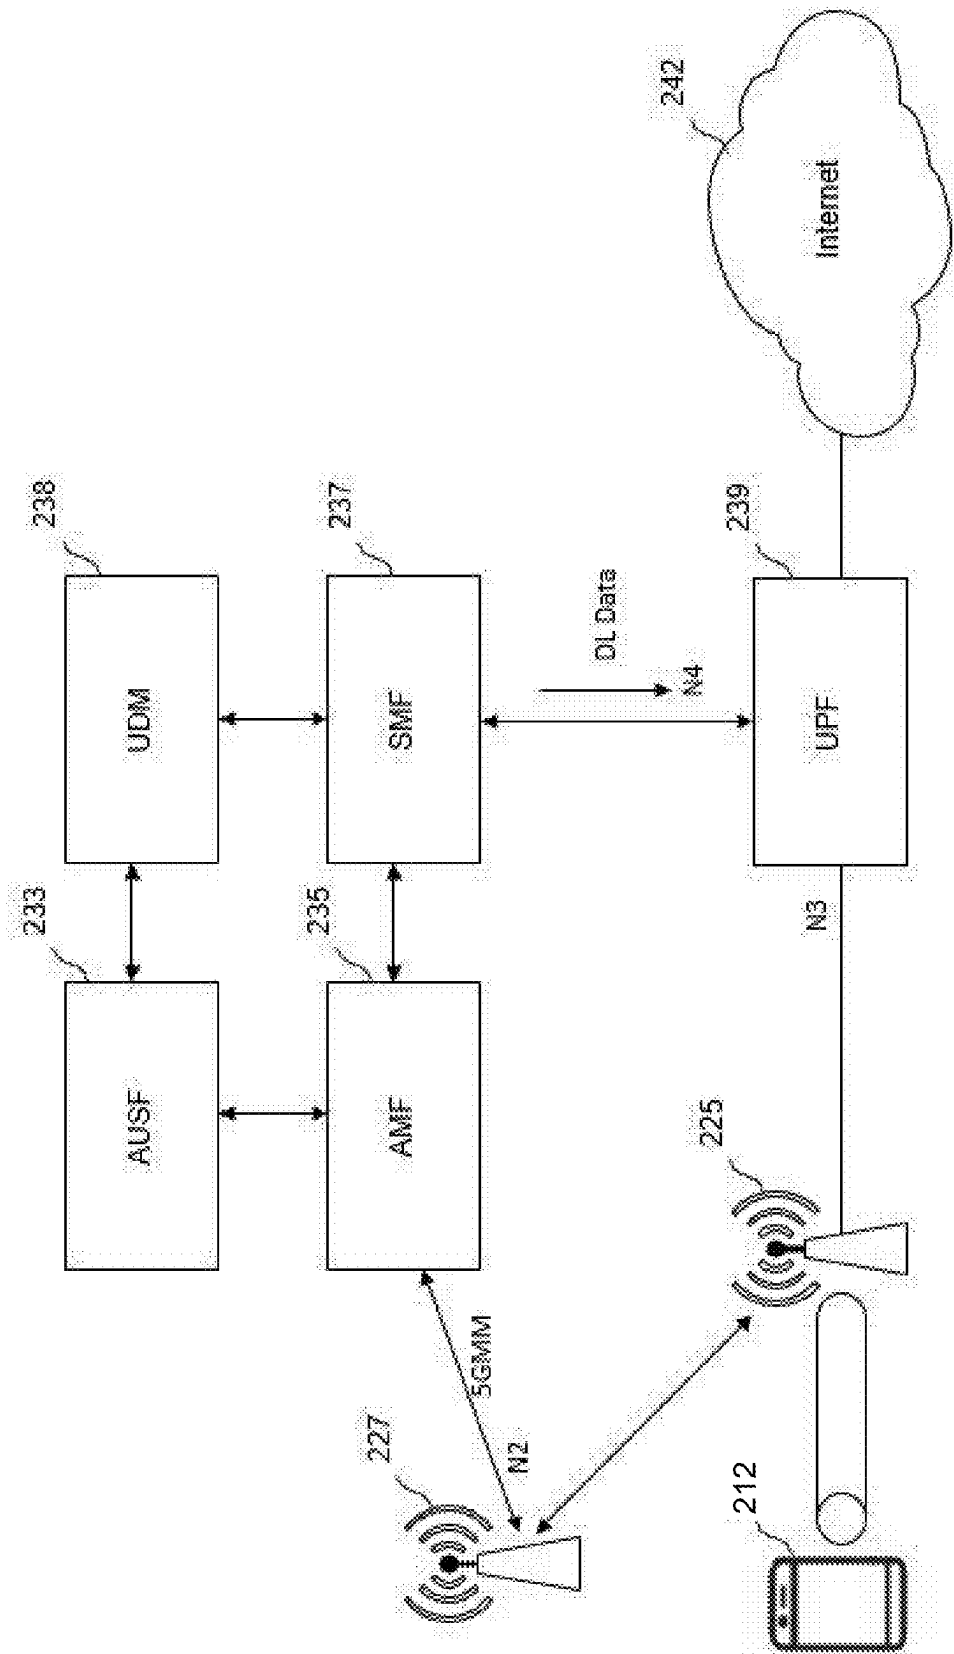 233
238
AUSF
UDM
227
235
237
AMF
SMF
5GMM
N2
DL Data
N4
242
212
225
239
N3
UPF
Internet